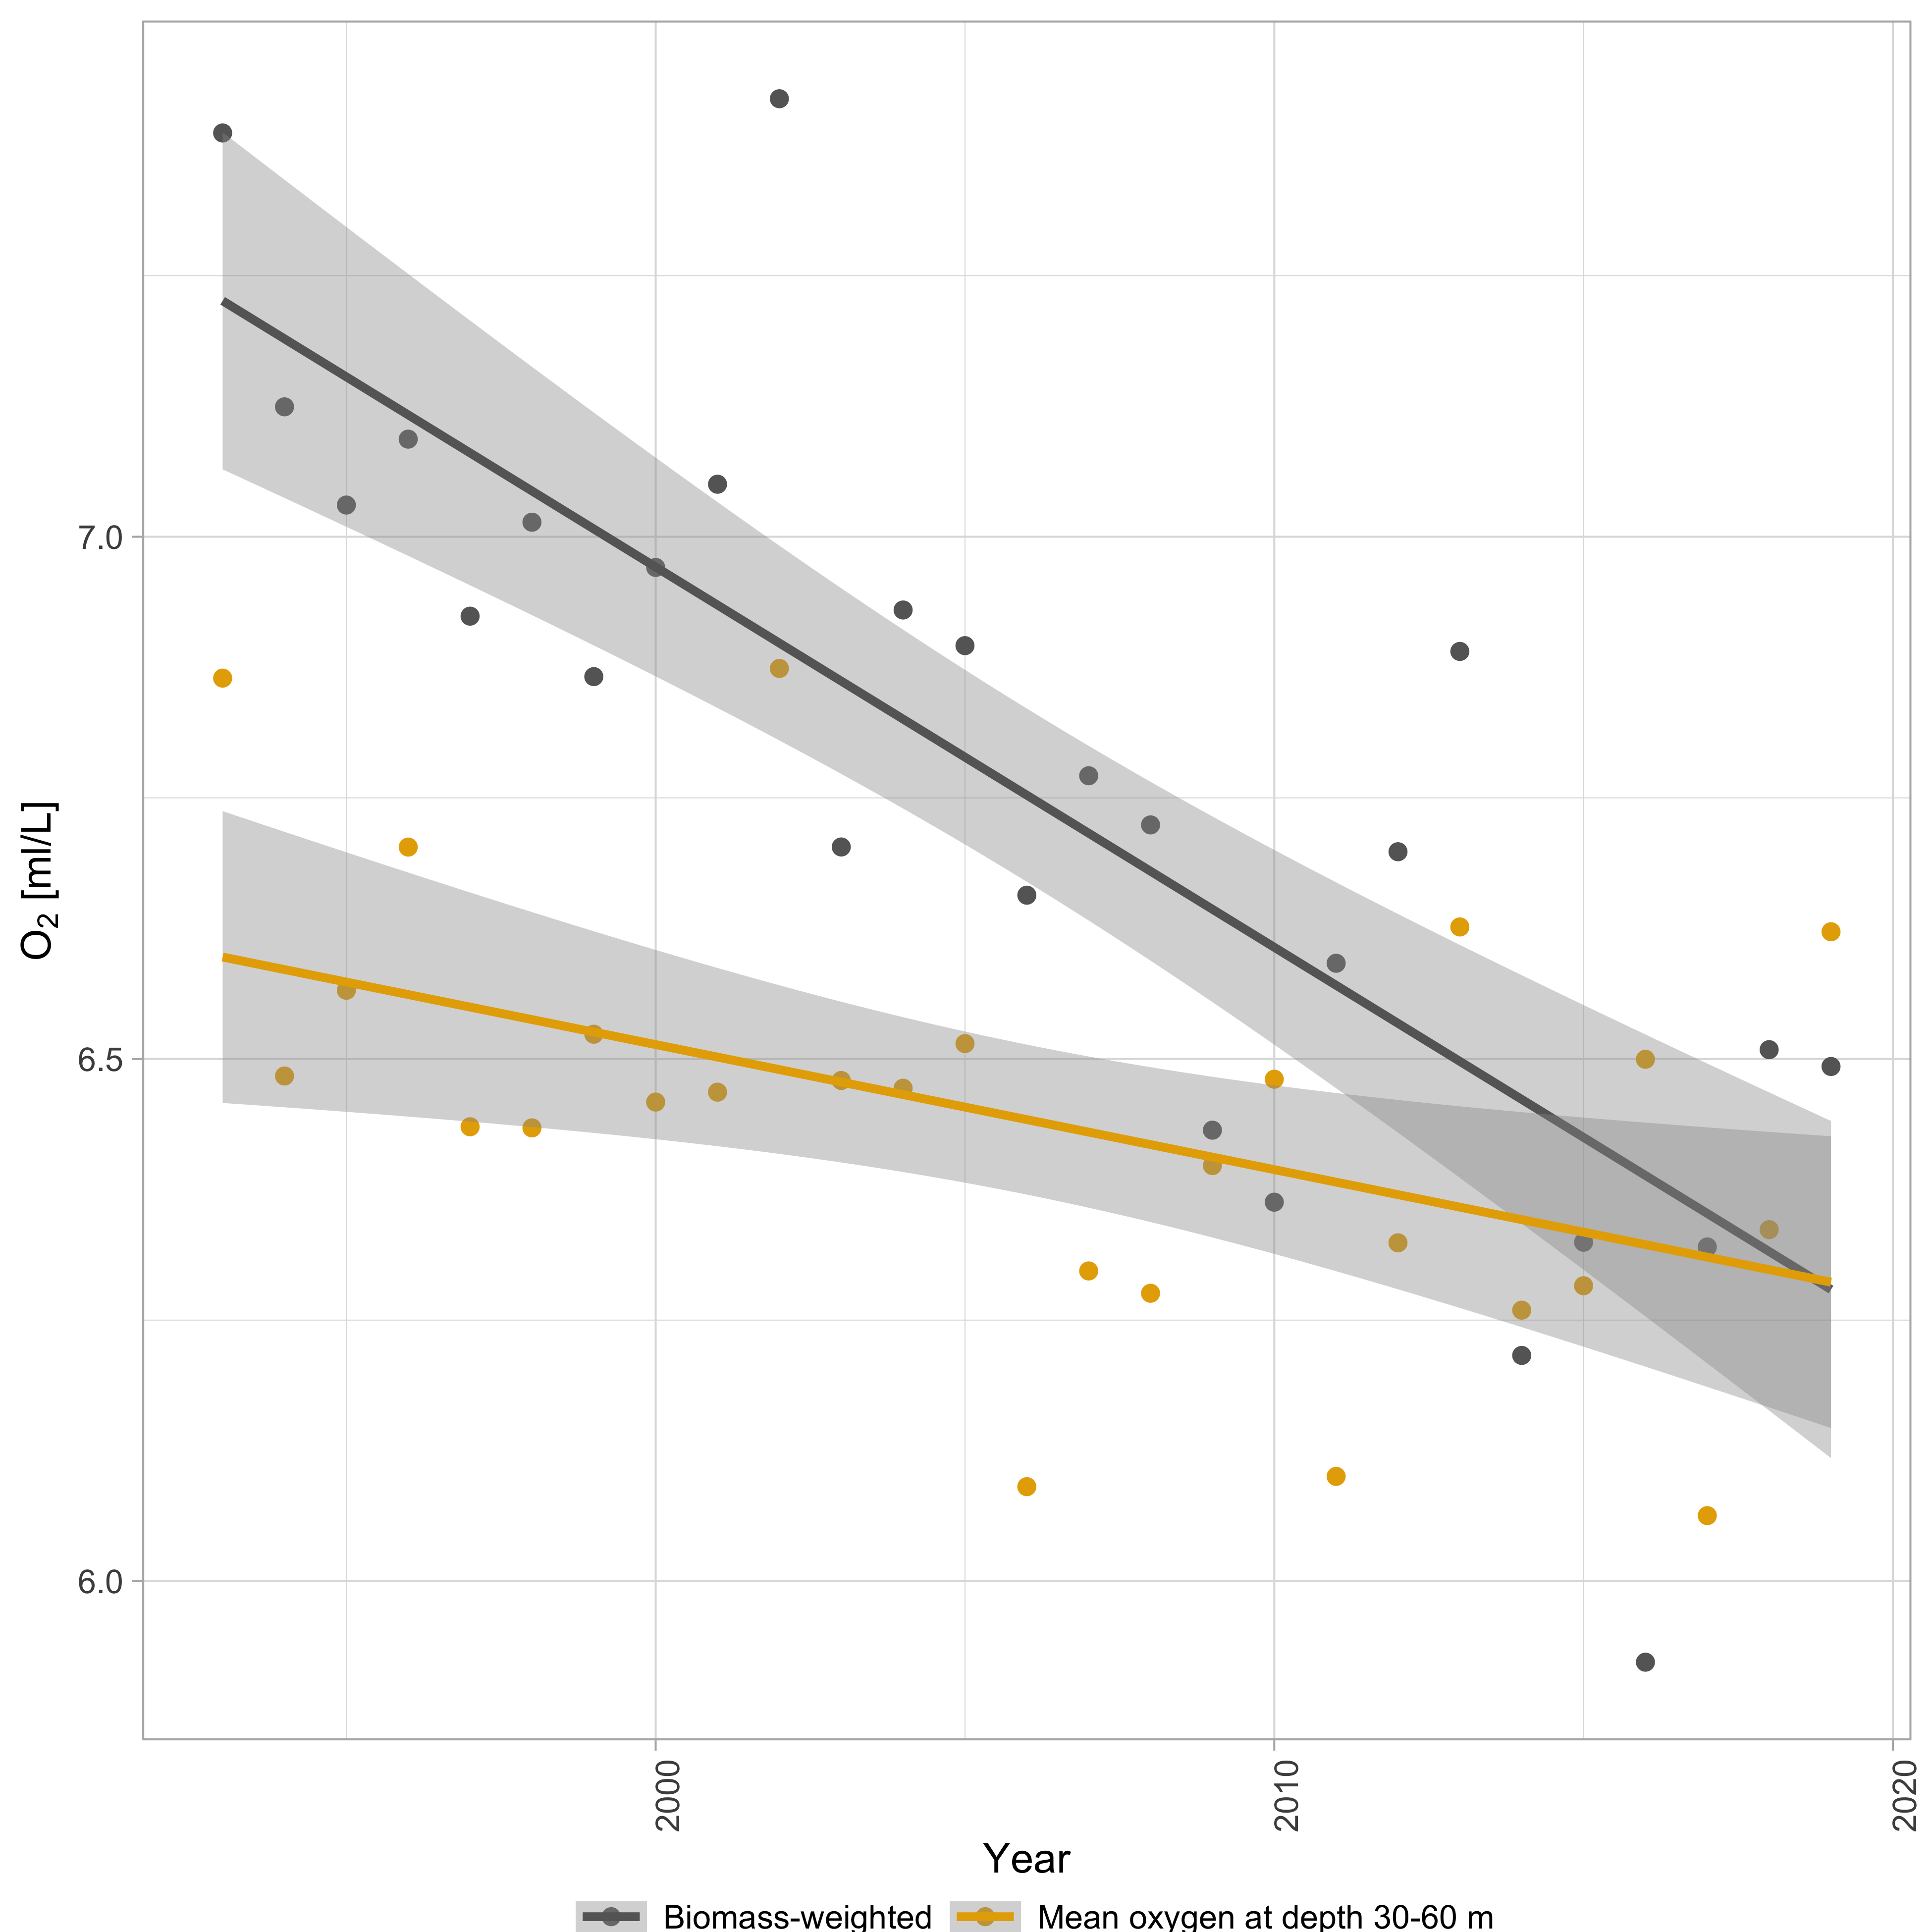 O₂ [ml/L]
7.0
6.5
6.0
2000
2010
2020
Year
Biomass-weighted
Mean oxygen at depth 30-60 m